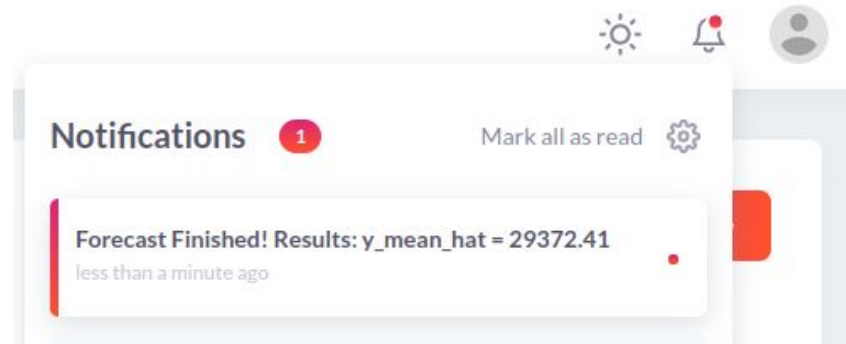 Notifications 1 Mark all as read
Forecast Finished! Results: y_mean_hat = 29372.41
less than a minute ago